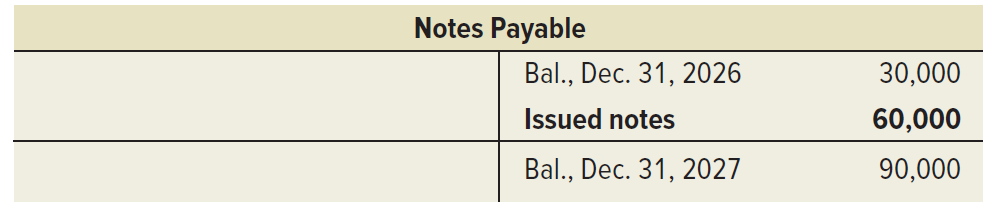 Notes Payable
Bal., Dec. 31, 2026 30,000
Issued notes 60,000
Bal., Dec. 31, 2027 90,000